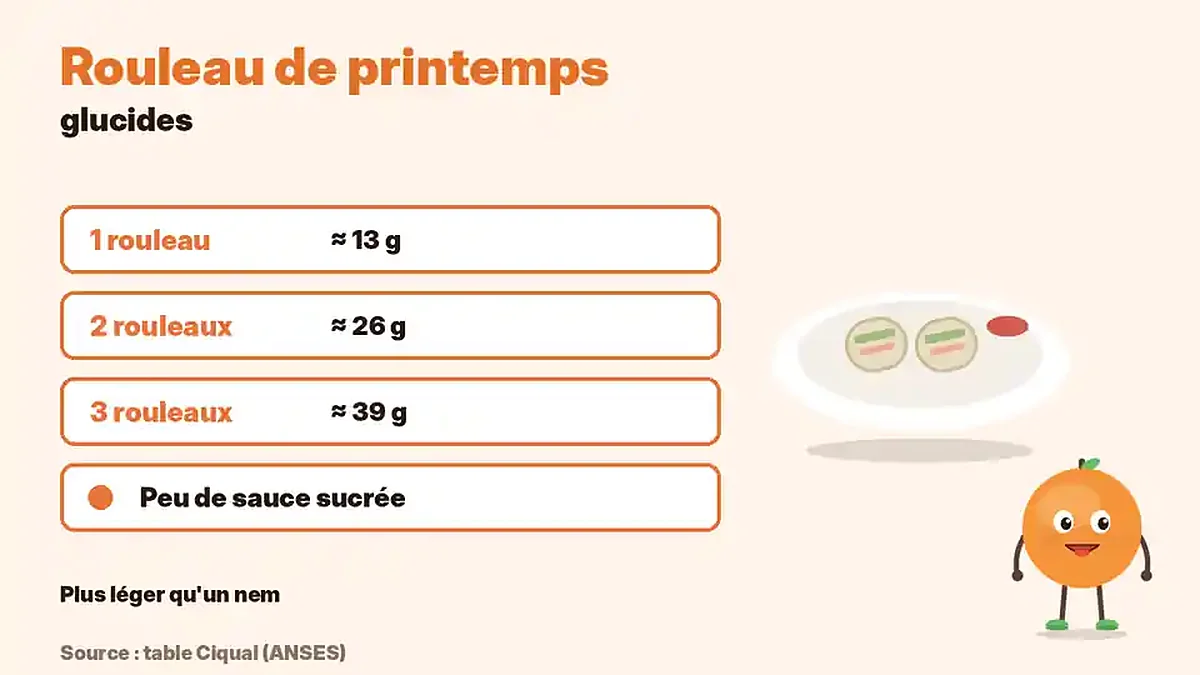 Rouleau de printemps
glucides
1 rouleau ≈ 13 g
2 rouleaux ≈ 26 g
3 rouleaux ≈ 39 g
Peu de sauce sucrée
Plus léger qu'un nem
Source : table Ciqual (ANSES)